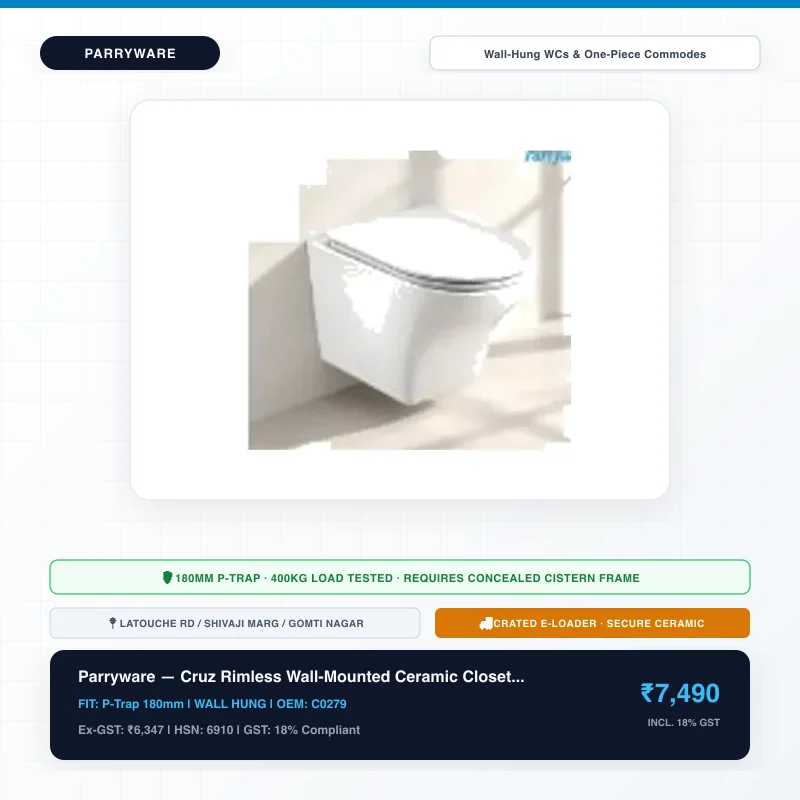 PARRYWARE
Wall-Hung WCs & One-Piece Commodes
Parryw
180MM P-TRAP · 400KG LOAD TESTED · REQUIRES CONCEALED CISTERN FRAME
LATOUCHE RD / SHIVAJI MARG / GOMTI NAGAR
CRATED E-LOADER · SECURE CERAMIC
Parryware — Cruz Rimless Wall-Mounted Ceramic Closet...
FIT: P-Trap 180mm | WALL HUNG | OEM: C0279
Ex-GST: ₹6,347 | HSN: 6910 | GST: 18% Compliant
₹7,490
INCL. 18% GST